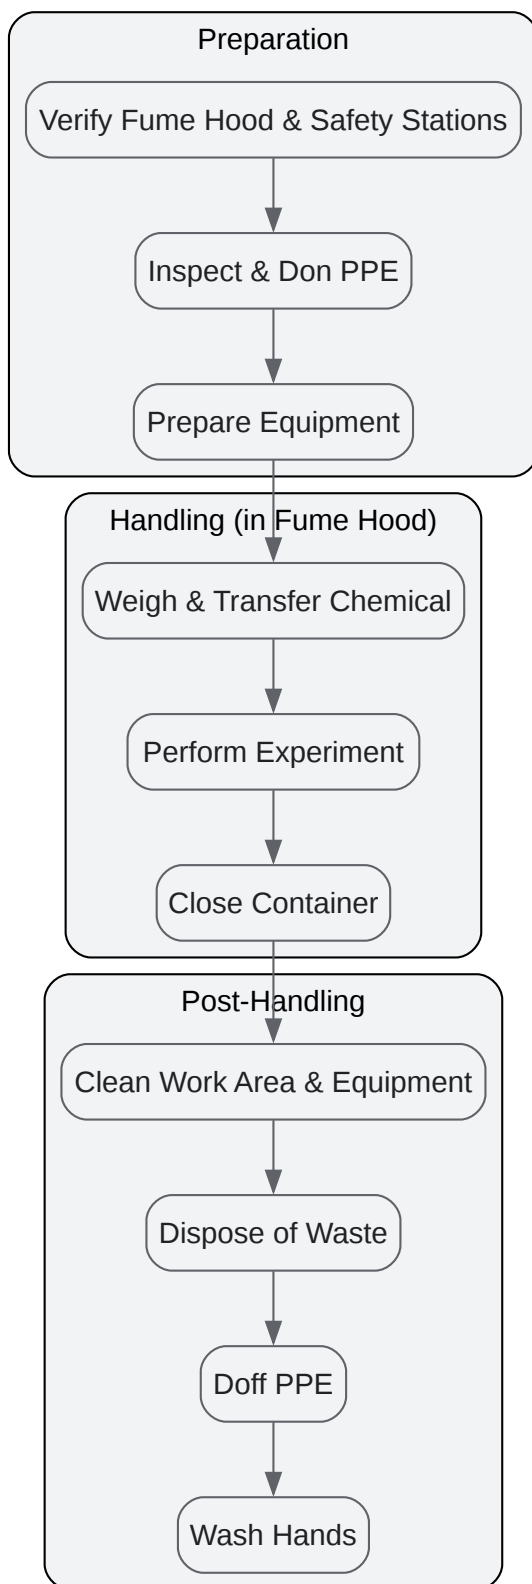 Preparation
Verify Fume Hood & Safety Stations
Inspect & Don PPE
Prepare Equipment
Handling (in Fume Hood)
Weigh & Transfer Chemical
Perform Experiment
Close Container
Post-Handling
Clean Work Area & Equipment
Dispose of Waste
Doff PPE
Wash Hands